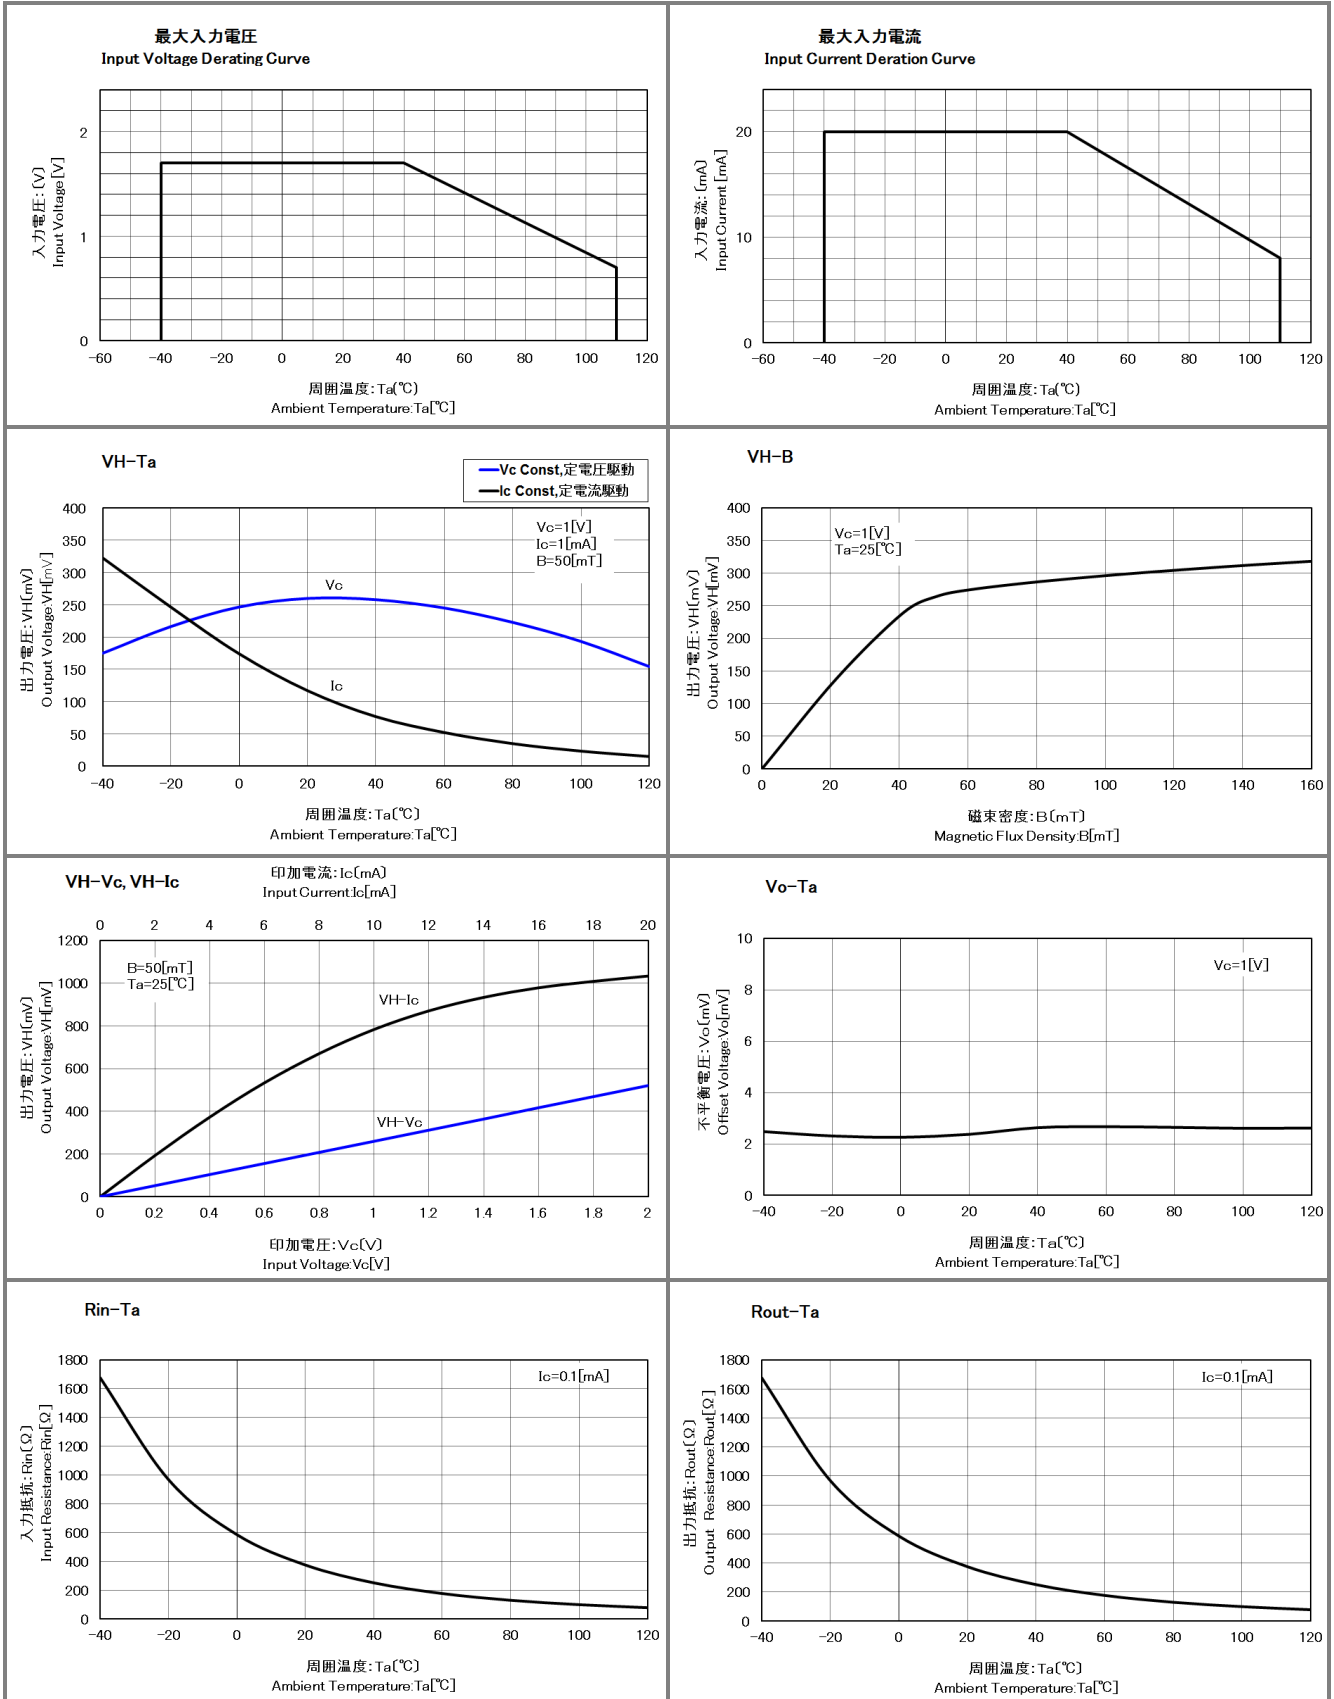 最大入力電圧
Input Voltage Derating Curve
2
1
0
-60 -40 -20 0 20 40 60 80 100 120
入力電圧:(V)
Input Voltage[V]
周囲温度:Ta(℃)
Ambient Temperature:Ta[℃]
最大入力電流
Input Current Deration Curve
20
10
0
-60 -40 -20 0 20 40 60 80 100 120
入力電流:(mA)
Input Current [mA]
周囲温度:Ta(℃)
Ambient Temperature:Ta[℃]
VH-Ta
Vc Const,定電圧駆動
Ic Const,定電流駆動
Vc=1[V]
Ic=1[mA]
B=50[mT]
Vc
Ic
400
350
300
250
200
150
100
50
0
-40 -20 0 20 40 60 80 100 120
出力電圧:VH(mV)
Output Voltage:VH[mV]
周囲温度:Ta(℃)
Ambient Temperature:Ta[℃]
VH-B
Vc=1[V]
Ta=25[℃]
400
350
300
250
200
150
100
50
0
0 20 40 60 80 100 120 140 160
出力電圧:VH(mV)
Output Voltage:VH[mV]
磁束密度:B(mT)
Magnetic Flux Density:B[mT]
VH-Vc, VH-Ic
印加電流:Ic(mA)
Input Current:Ic[mA]
0 2 4 6 8 10 12 14 16 18 20
B=50[mT]
Ta=25[℃]
VH-Ic
VH-Vc
1200
1000
800
600
400
200
0
0 0.2 0.4 0.6 0.8 1 1.2 1.4 1.6 1.8 2
出力電圧:VH(mV)
Output Voltage:VH[mV]
印加電圧:Vc(V)
Input Voltage:Vc[V]
Vo-Ta
Vc=1[V]
10
8
6
4
2
0
-40 -20 0 20 40 60 80 100 120
不平衡電圧:Vo(mV)
Offset Voltage:Vo[mV]
周囲温度:Ta(℃)
Ambient Temperature:Ta[℃]
Rin-Ta
Ic=0.1[mA]
1800
1600
1400
1200
1000
800
600
400
200
0
-40 -20 0 20 40 60 80 100 120
入力抵抗:Rin(Ω)
Input Resistance:Rin[Ω]
周囲温度:Ta(℃)
Ambient Temperature:Ta[℃]
Rout-Ta
Ic=0.1[mA]
1800
1600
1400
1200
1000
800
600
400
200
0
-40 -20 0 20 40 60 80 100 120
出力抵抗:Rout(Ω)
Output Resistance:Rout[Ω]
周囲温度:Ta(℃)
Ambient Temperature:Ta[℃]